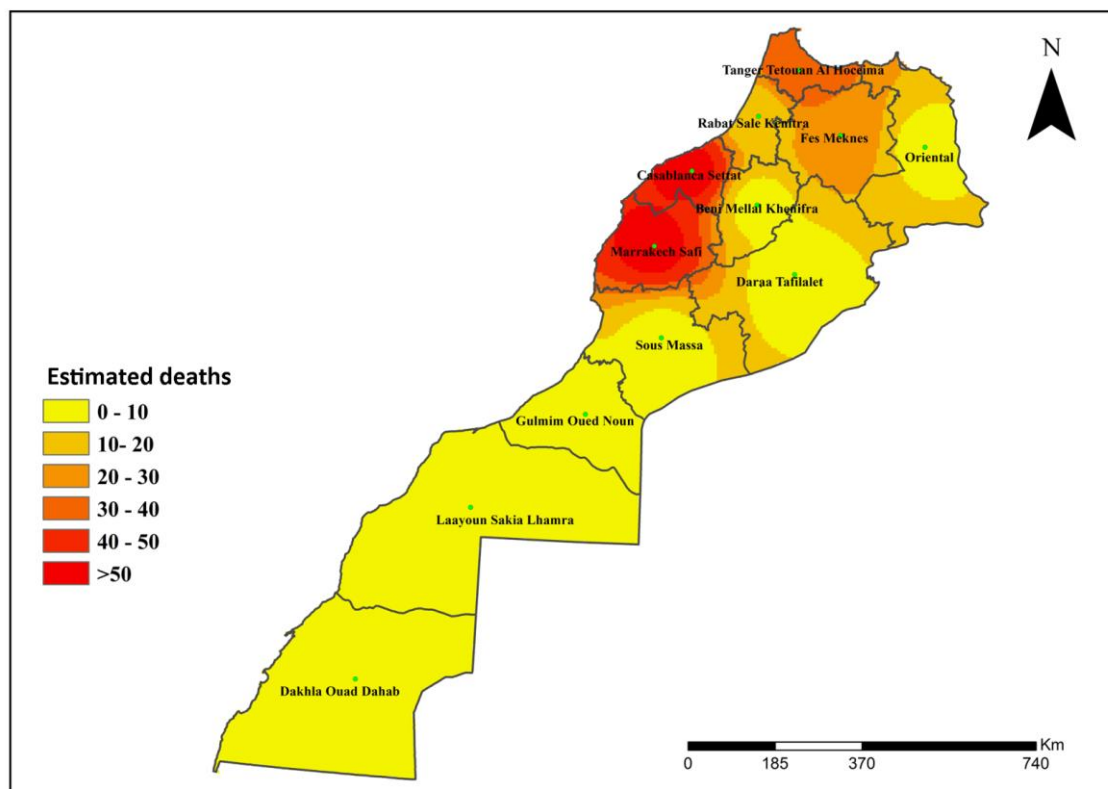 N
Tanger Tetouan Al Hoceima
Rabat Sale Kenitra
Fes Meknes
Oriental
Casablanca Settat
Beni Mellal Khenifra
Marrakech Safi
Daraa Tafilalet
Sous Massa
Estimated deaths
0 - 10
10- 20
20 - 30
30 - 40
40 - 50
>50
Gulmim Oued Noun
Laayoun Sakia Lhamra
Dakhla Ouad Dahab
Km
0 185 370 740